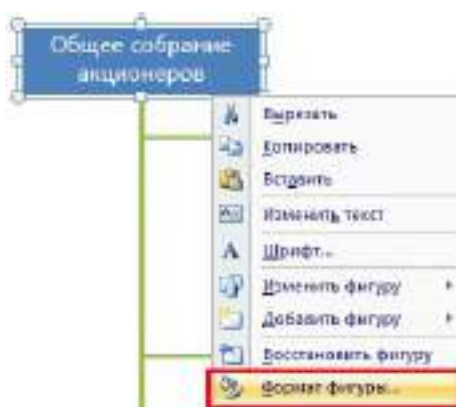 Общее собрание
акционеров
Вырезать
Копировать
Вставить
Изменить текст
Шрифт...
Изменить фигуру
Добавить фигуру
Восстановить фигуру
Формат фигуры...